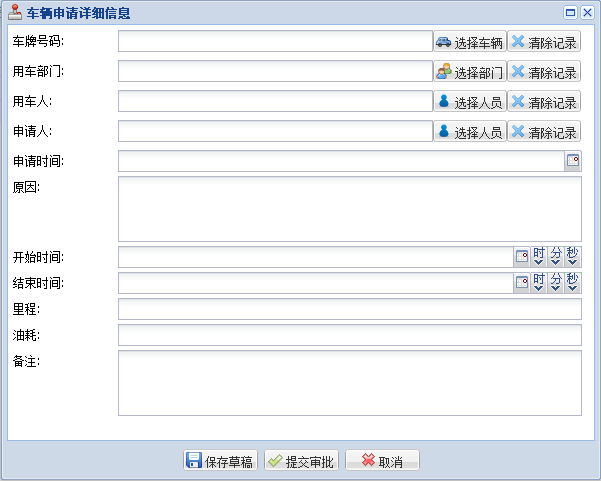 车辆申请详细信息
车牌号码: 选择车辆 清除记录
用车部门: 选择部门 清除记录
用车人: 选择人员 清除记录
申请人: 选择人员 清除记录
申请时间:
原因:
开始时间: 时 分 秒
结束时间: 时 分 秒
里程:
油耗:
备注:
保存草稿 提交审批 取消